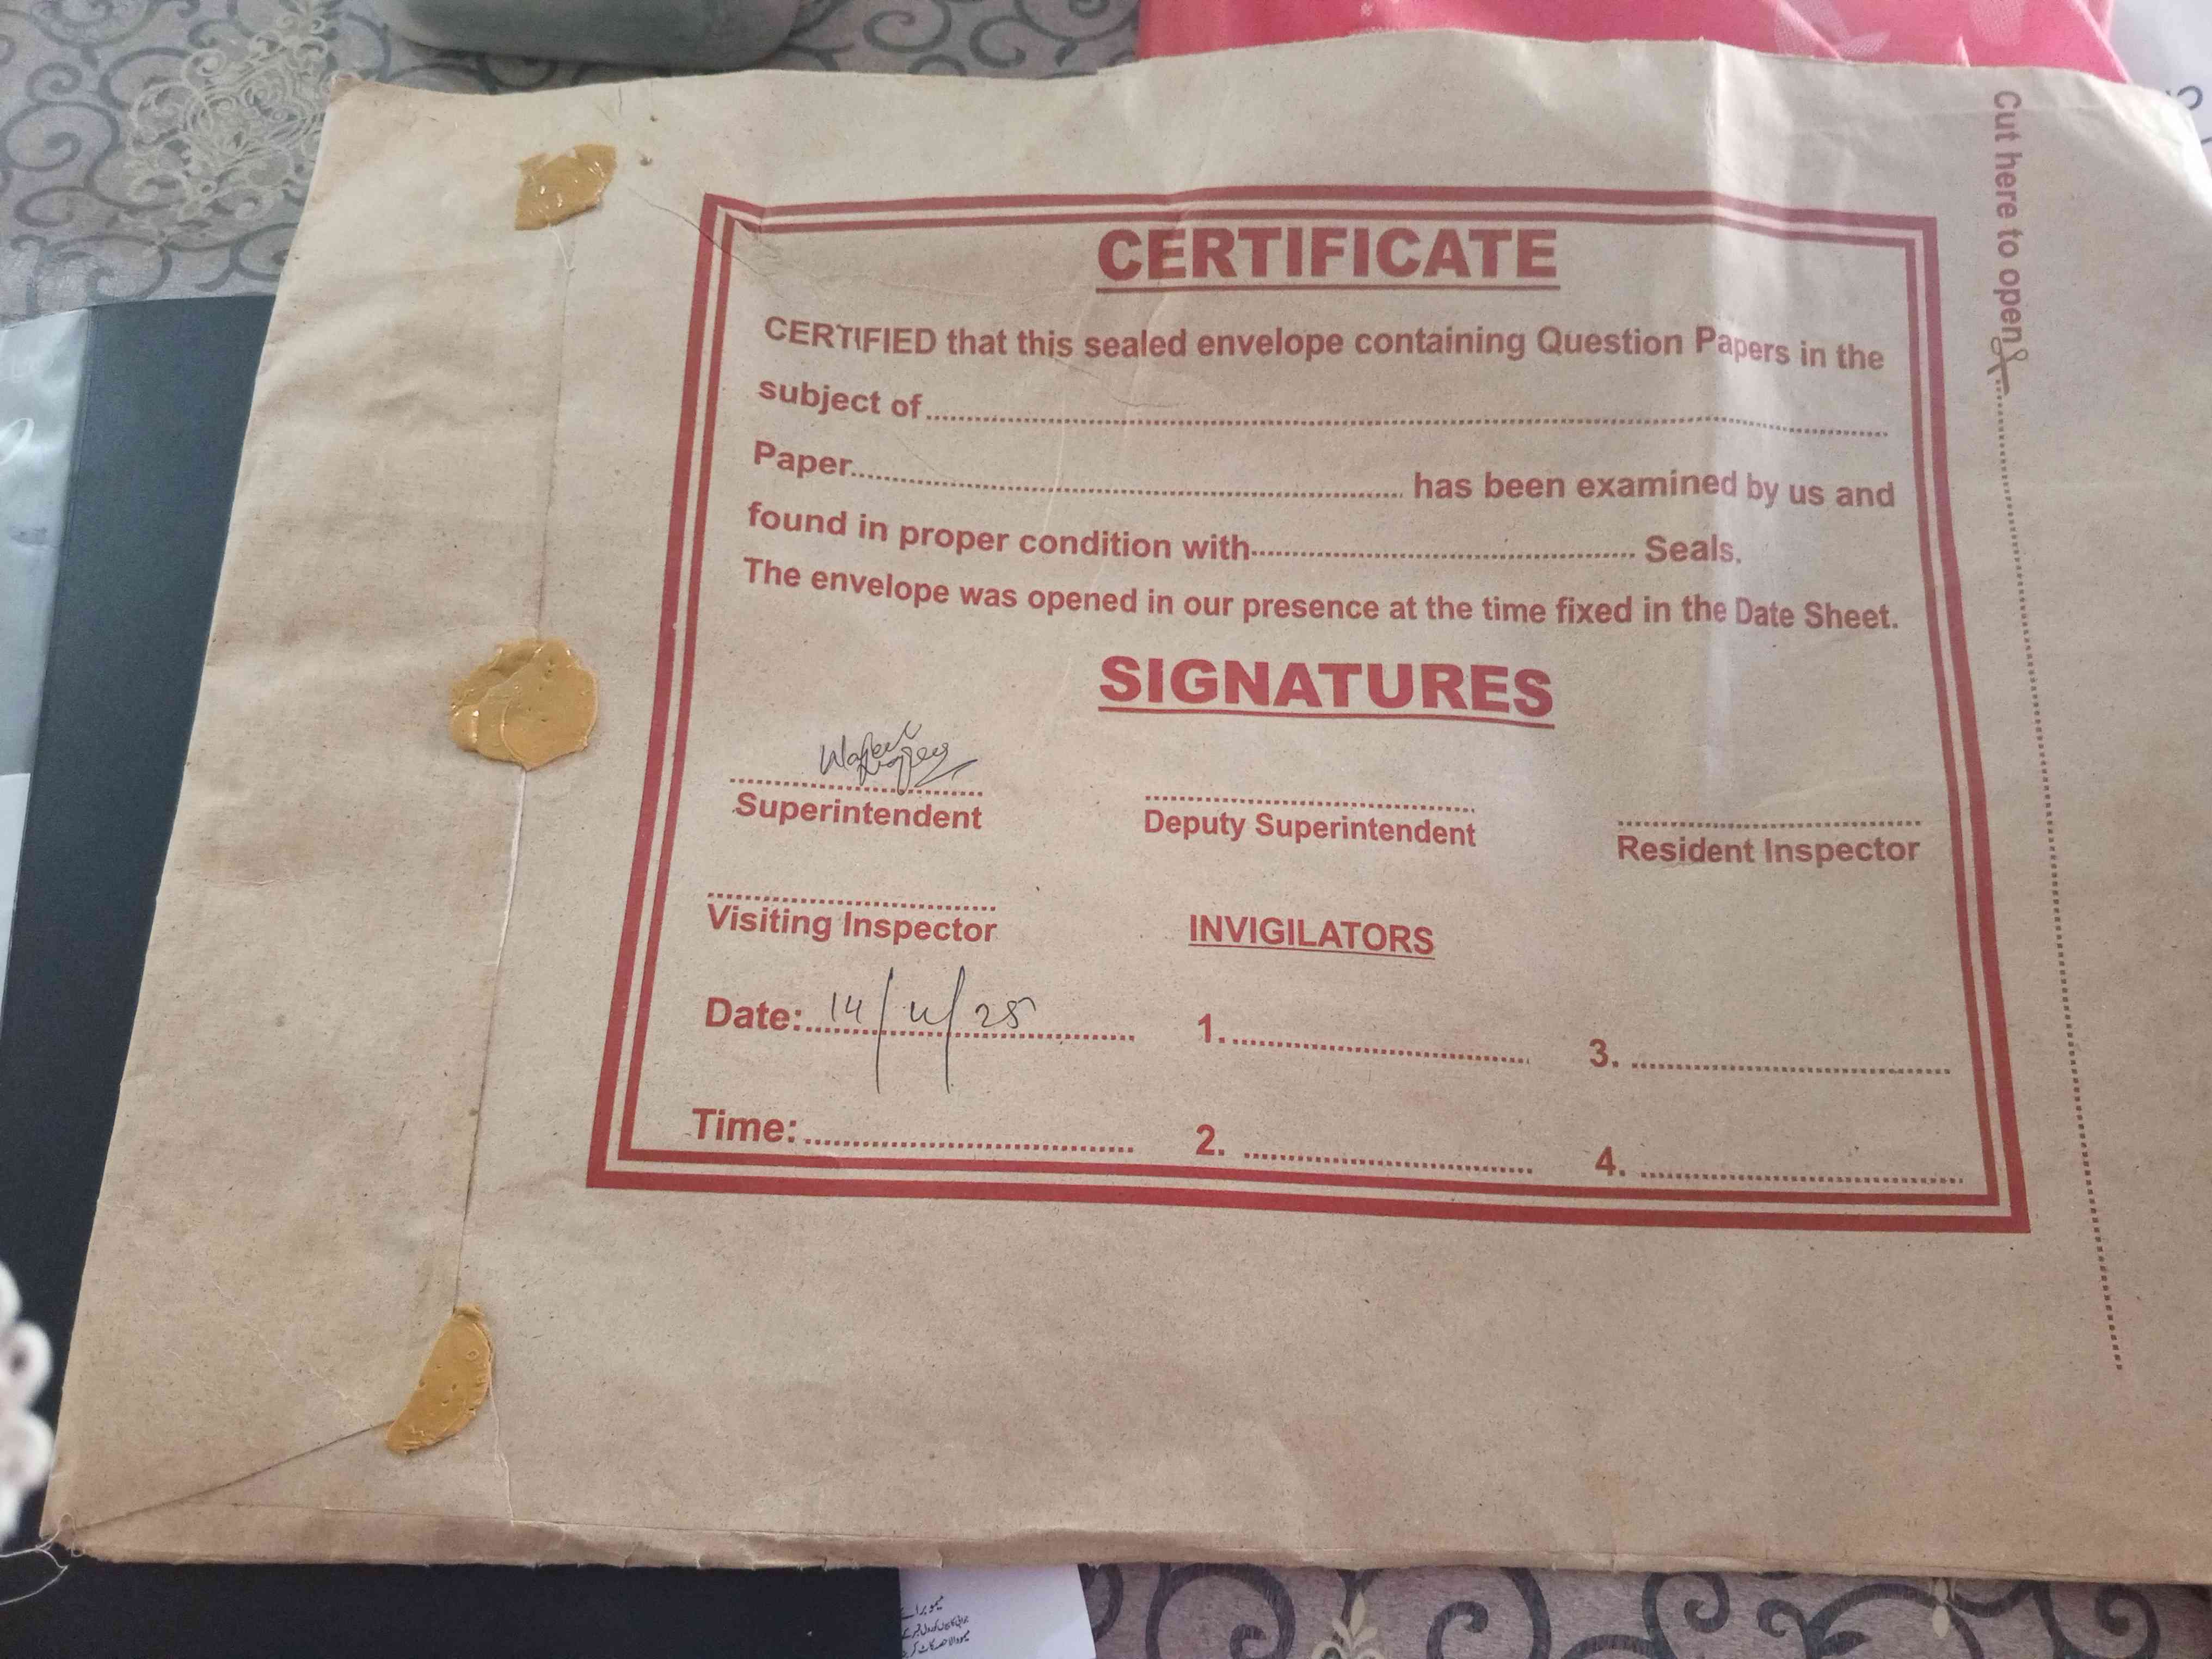 Cut here to open
CERTIFICATE
CERTIFIED that this sealed envelope containing Question Papers in the
subject of
Paper has been examined by us and
found in proper condition with Seals.
The envelope was opened in our presence at the time fixed in the Date Sheet.
SIGNATURES
Superintendent Deputy Superintendent Resident Inspector
Visiting Inspector INVIGILATORS
Date: 14/4/25 1. 3.
Time: 2. 4.
میمو برائے